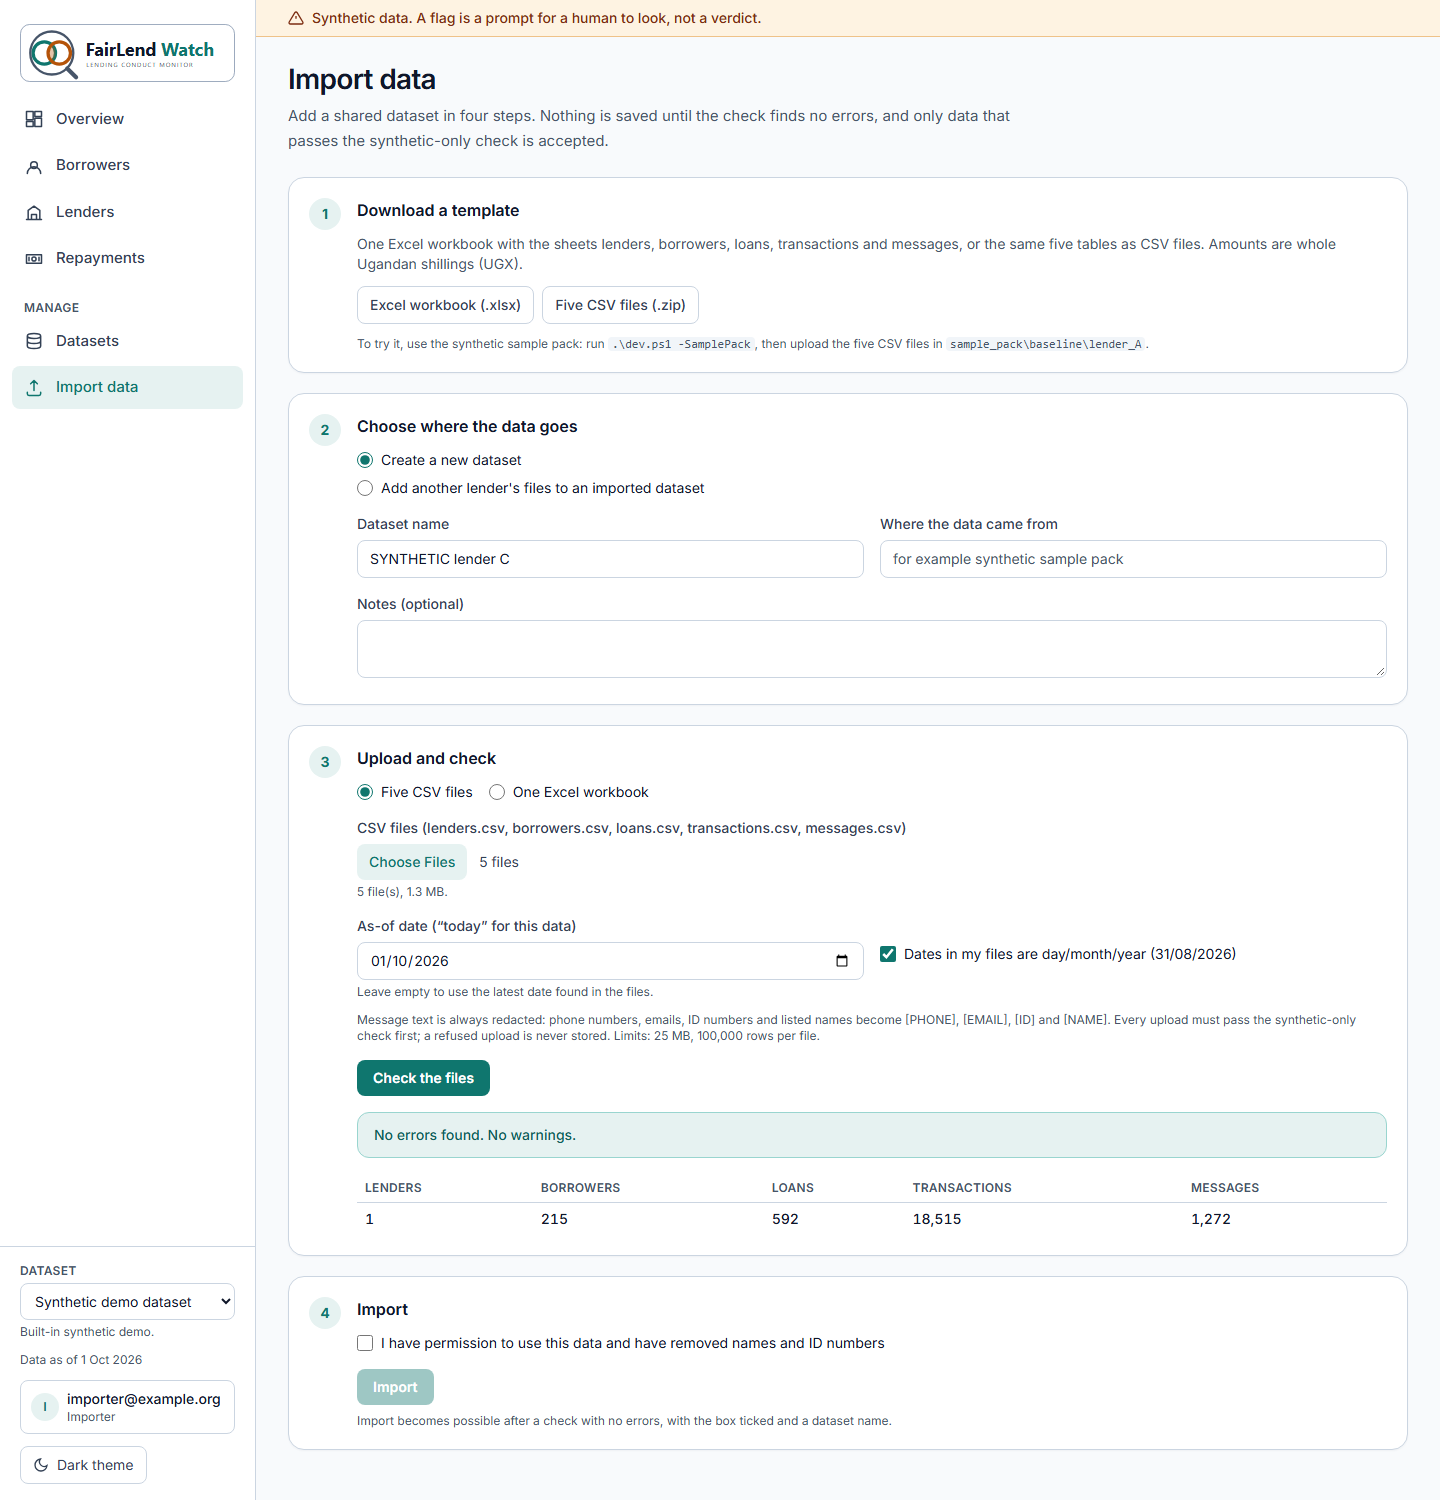 FairLend Watch
LENDING CONDUCT MONITOR
Overview
Borrowers
Lenders
Repayments
MANAGE
Datasets
Import data
DATASET
Synthetic demo dataset
Built-in synthetic demo.
Data as of 1 Oct 2026
I
importer@example.org
Importer
Dark theme
Synthetic data. A flag is a prompt for a human to look, not a verdict.
Import data
Add a shared dataset in four steps. Nothing is saved until the check finds no errors, and only data that
passes the synthetic-only check is accepted.
1
Download a template
One Excel workbook with the sheets lenders, borrowers, loans, transactions and messages, or the same five tables as CSV files. Amounts are whole
Ugandan shillings (UGX).
Excel workbook (.xlsx)
Five CSV files (.zip)
To try it, use the synthetic sample pack: run .\dev.ps1 -SamplePack, then upload the five CSV files in sample_pack\baseline\lender_A.
2
Choose where the data goes
Create a new dataset
Add another lender's files to an imported dataset
Dataset name
Where the data came from
SYNTHETIC lender C
for example synthetic sample pack
Notes (optional)
3
Upload and check
Five CSV files
One Excel workbook
CSV files (lenders.csv, borrowers.csv, loans.csv, transactions.csv, messages.csv)
Choose Files 5 files
5 file(s), 1.3 MB.
As-of date (“today” for this data)
01/10/2026
Dates in my files are day/month/year (31/08/2026)
Leave empty to use the latest date found in the files.
Message text is always redacted: phone numbers, emails, ID numbers and listed names become [PHONE], [EMAIL], [ID] and [NAME]. Every upload must pass the synthetic-only
check first; a refused upload is never stored. Limits: 25 MB, 100,000 rows per file.
Check the files
No errors found. No warnings.
LENDERS BORROWERS LOANS TRANSACTIONS MESSAGES
1 215 592 18,515 1,272
4
Import
I have permission to use this data and have removed names and ID numbers
Import
Import becomes possible after a check with no errors, with the box ticked and a dataset name.